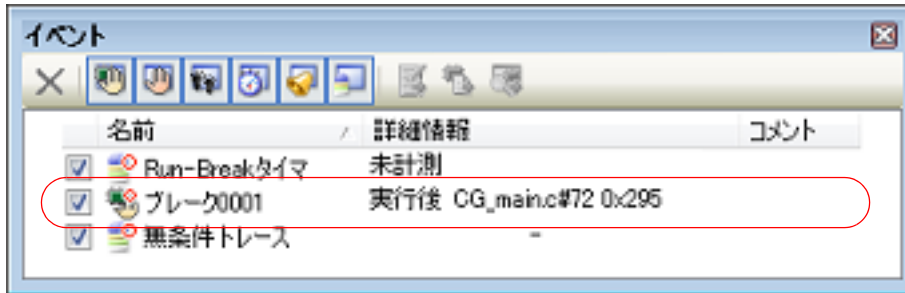 イベント
名前 詳細情報 コメント
Run-Breakタイマ 未計測
ブレーク0001 実行後 CG_main.c#72 0x295
無条件トレース -